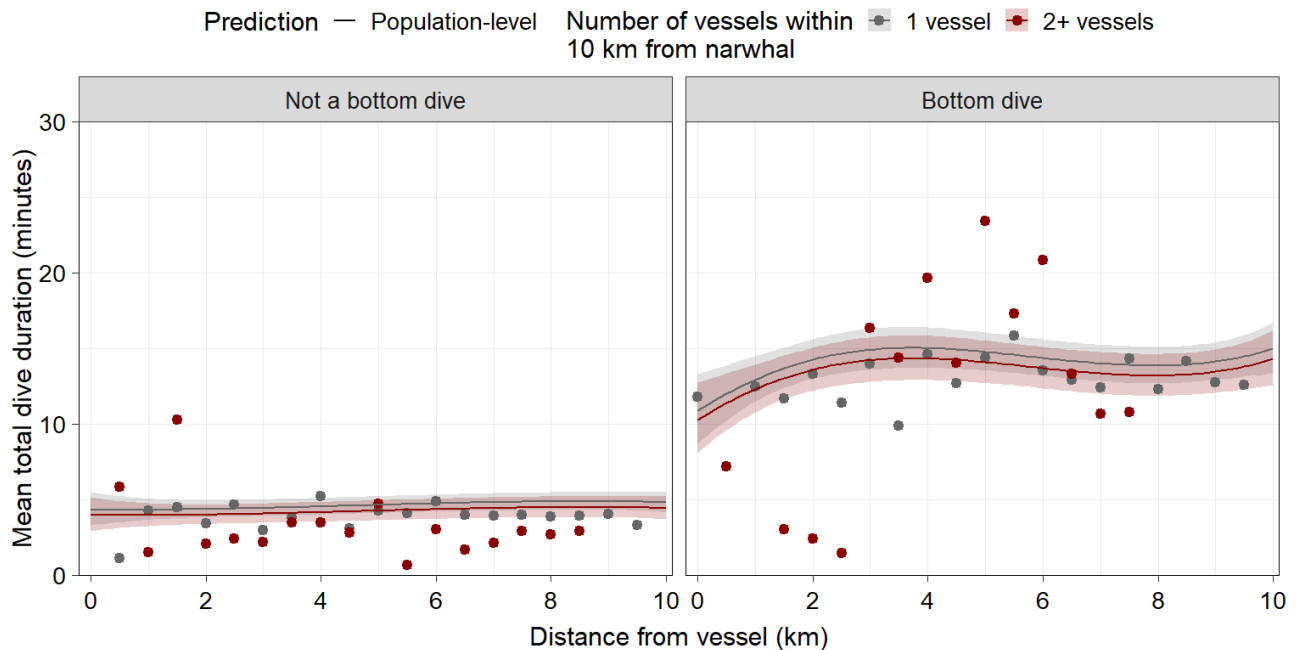 Prediction — Population-level Number of vessels within 10 km from narwhal 1 vessel 2+ vessels
Not a bottom dive
Bottom dive
Mean total dive duration (minutes)
30
20
10
0
0 2 4 6 8 10
0 2 4 6 8 10
Distance from vessel (km)